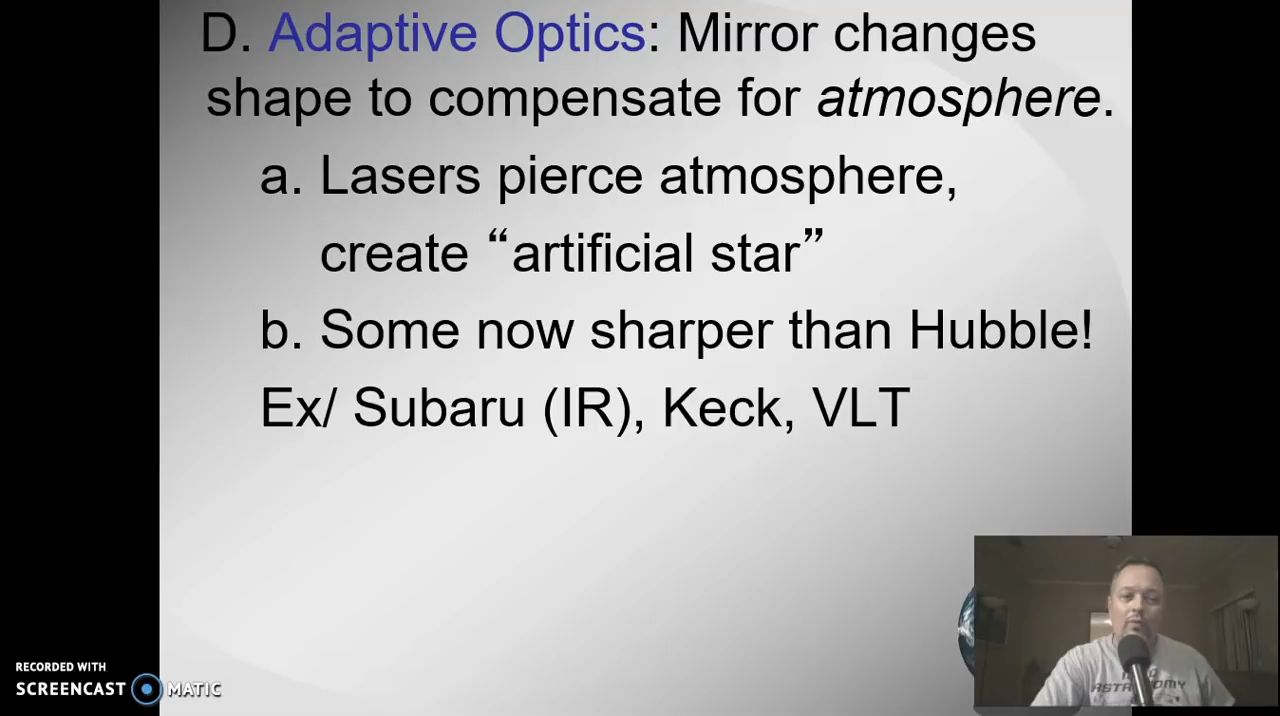 D. Adaptive Optics: Mirror changes
shape to compensate for atmosphere.
a. Lasers pierce atmosphere,
create “artificial star”
b. Some now sharper than Hubble!
Ex/ Subaru (IR), Keck, VLT
RECORDED WITH
SCREENCAST MATIC